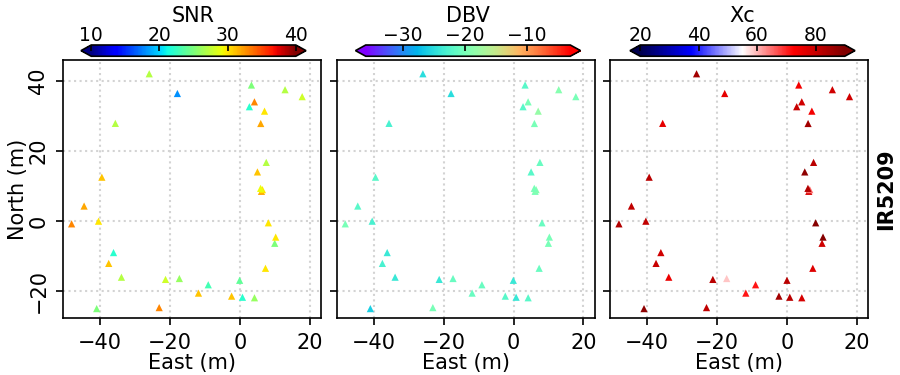 SNR DBV Xc
10 20 30 40 −30 −20 −10 20 40 60 80
40
20
0
−20
North (m)
−40 −20 0 20 −40 −20 0 20 −40 −20 0 20
East (m) East (m) East (m)
IR5209